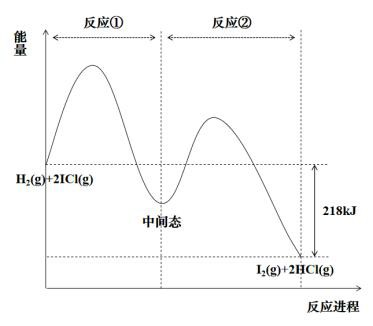 反应①
反应②
能
量
H₂(g)+2ICl(g)
中间态
218kJ
I₂(g)+2HCl(g)
反应进程